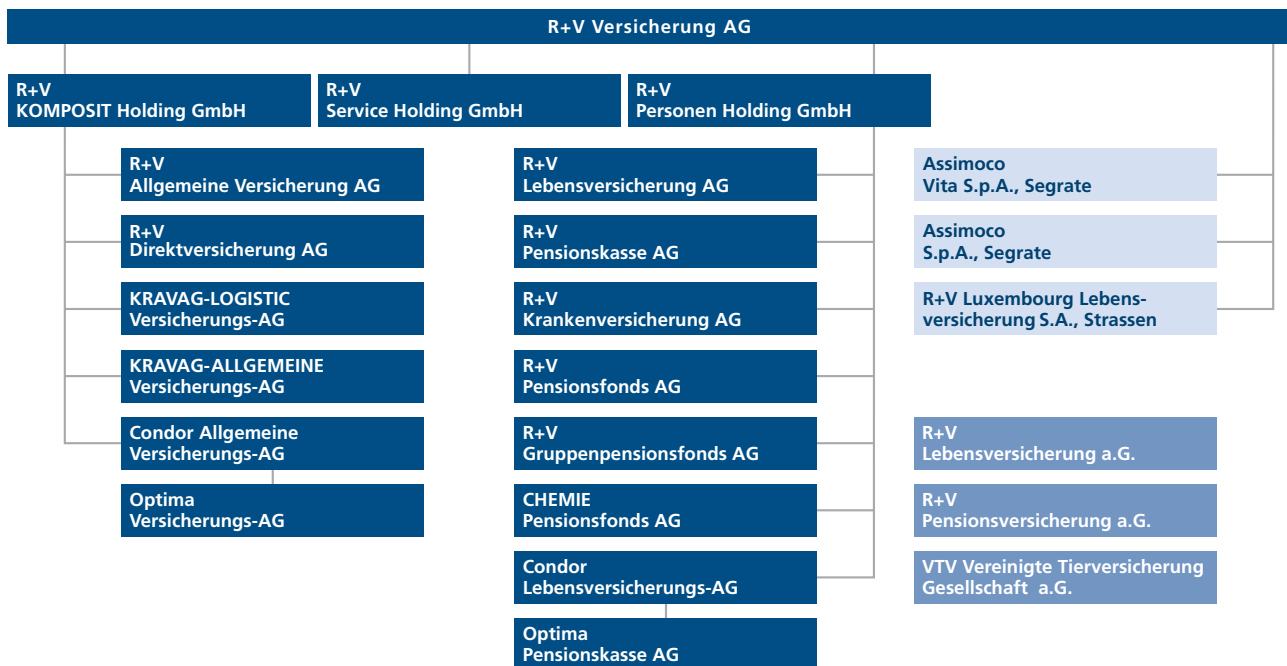 R+V Versicherung AG
R+V
KOMPOSIT Holding GmbH
R+V
Service Holding GmbH
R+V
Personen Holding GmbH
R+V
Allgemeine Versicherung AG
R+V
Direktversicherung AG
KRAVAG-LOGISTIC
Versicherungs-AG
KRAVAG-ALLGEMEINE
Versicherungs-AG
Condor Allgemeine
Versicherungs-AG
Optima
Versicherungs-AG
R+V
Lebensversicherung AG
R+V
Pensionskasse AG
R+V
Krankenversicherung AG
R+V
Pensionsfonds AG
R+V
Gruppenpensionsfonds AG
CHEMIE
Pensionsfonds AG
Condor
Lebensversicherungs-AG
Optima
Pensionskasse AG
Assimoco
Vita S.p.A., Segrate
Assimoco
S.p.A., Segrate
R+V Luxembourg Lebens-
versicherung S.A., Strassen
R+V
Lebensversicherung a.G.
R+V
Pensionsversicherung a.G.
VTV Vereinigte Tierversicherung
Gesellschaft a.G.